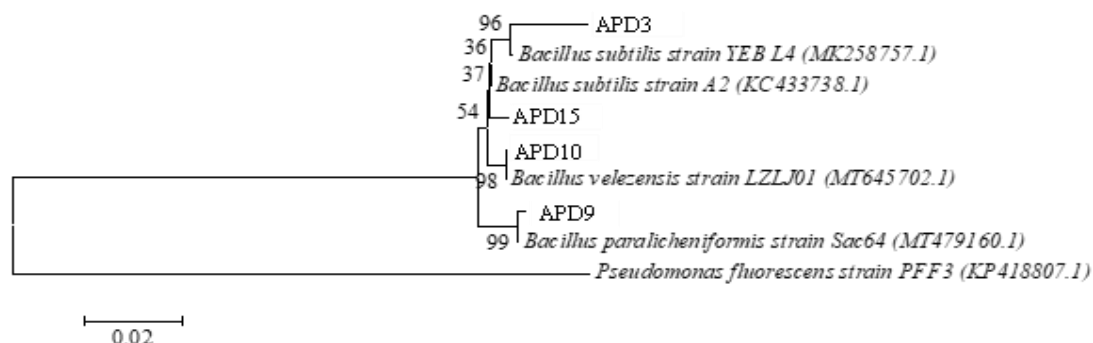 96 APD3
36 Bacillus subtilis strain YEB L4 (MK258757.1)
37 Bacillus subtilis strain A2 (KC433738.1)
54 APD15
APD10
98 Bacillus velezensis strain LZLJ01 (MT645702.1)
APD9
99 Bacillus paralicheniformis strain Sac64 (MT479160.1)
Pseudomonas fluorescens strain PFF3 (KP418807.1)
0.02